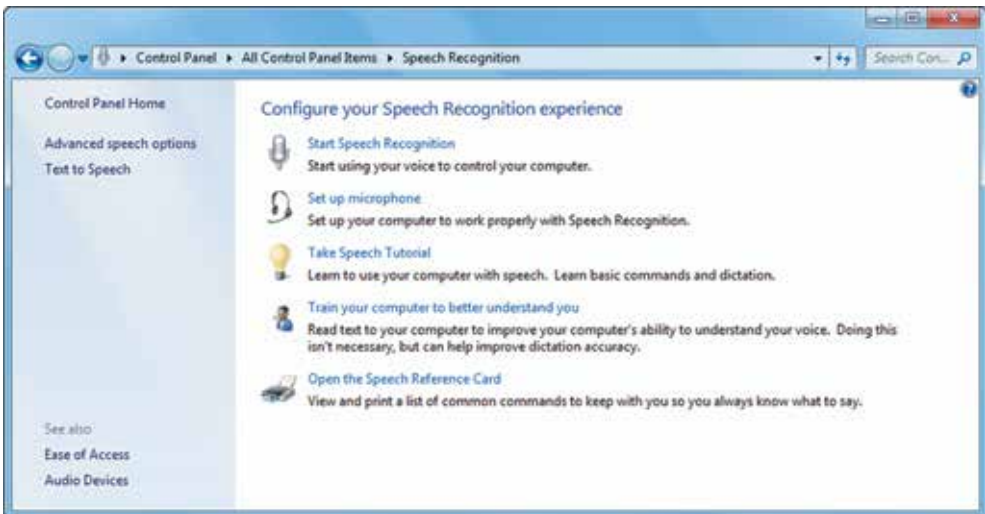 Control Panel ▸ All Control Panel Items ▸ Speech Recognition
Search Con...
Control Panel Home
Advanced speech options
Text to Speech
Configure your Speech Recognition experience
Start Speech Recognition
Start using your voice to control your computer.
Set up microphone
Set up your computer to work properly with Speech Recognition.
Take Speech Tutorial
Learn to use your computer with speech. Learn basic commands and dictation.
Train your computer to better understand you
Read text to your computer to improve your computer's ability to understand your voice. Doing this
isn't necessary, but can help improve dictation accuracy.
Open the Speech Reference Card
View and print a list of common commands to keep with you so you always know what to say.
See also
Ease of Access
Audio Devices